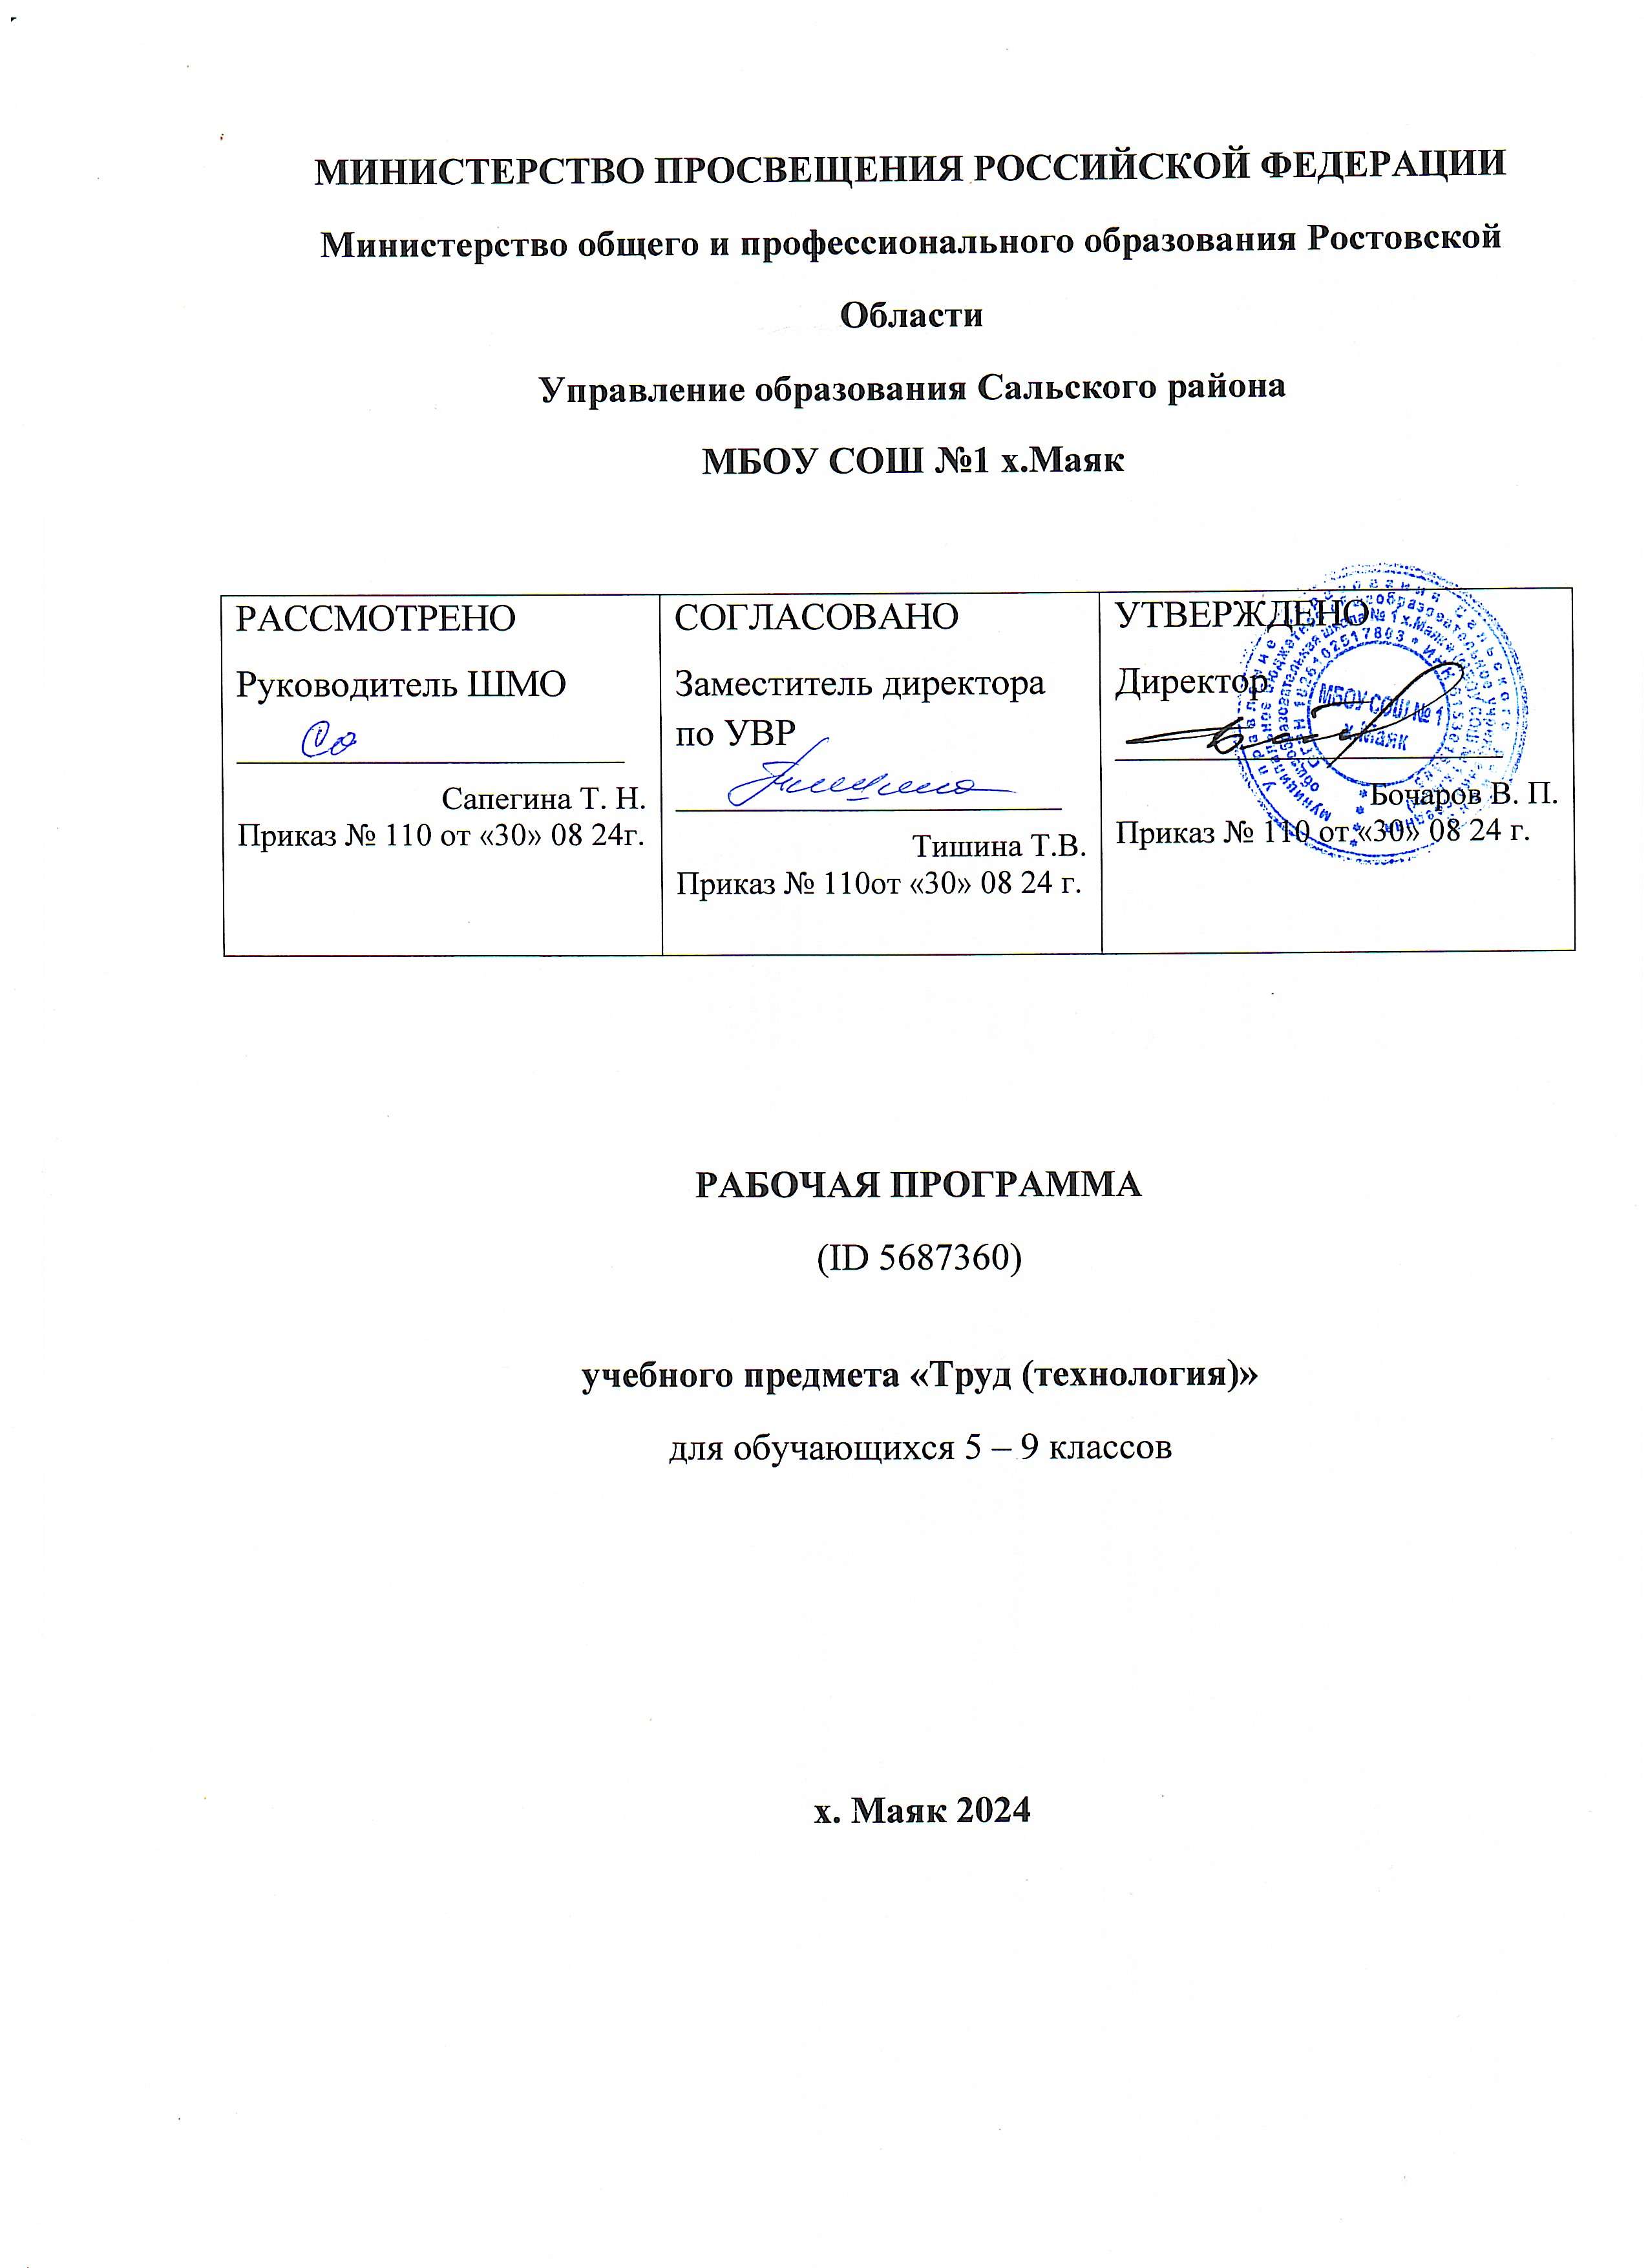 МИНИСТЕРСТВО ПРОСВЕЩЕНИЯ РОССИЙСКОЙ ФЕДЕРАЦИИ
Министерство общего и профессионального образования Ростовской
Области
Управление образования Сальского района
МБОУ СОШ №1 х.Маяк
РАССМОТРЕНО
Руководитель ШМО
Сапегина Т. Н.
Приказ № 110 от «30» 08 24г.
СОГЛАСОВАНО
Заместитель директора
по УВР
Тишина Т.В.
Приказ № 110от «30» 08 24 г.
УТВЕРЖДЕНО
Директор
Бочаров В. П.
Приказ № 110 от «30» 08 24 г.
МБОУ СОШ № 1
х.Маяк
РАБОЧАЯ ПРОГРАММА
(ID 5687360)
учебного предмета «Труд (технология)»
для обучающихся 5 – 9 классов
х. Маяк 2024